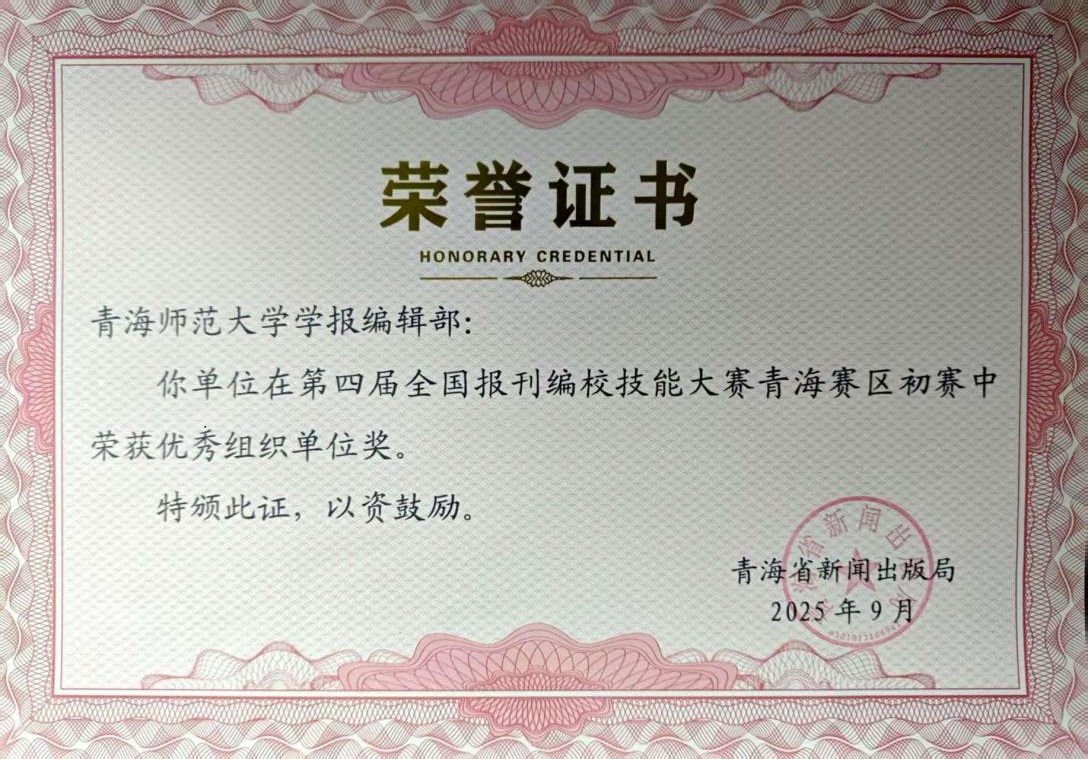 荣誉证书
HONORARY CREDENTIAL
青海师范大学学报编辑部：
你单位在第四届全国报刊编校技能大赛青海赛区初赛中
荣获优秀组织单位奖。
特颁此证，以资鼓励。
青海省新闻出版局
2025年9月